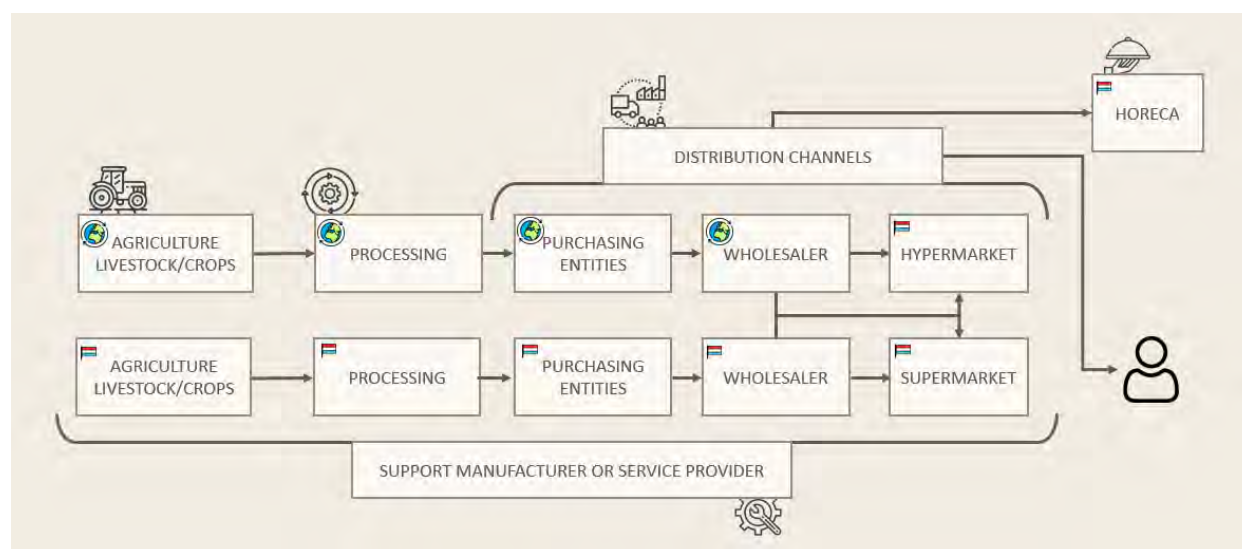 HORECA
DISTRIBUTION CHANNELS
AGRICULTURE
LIVESTOCK/CROPS
PROCESSING
PURCHASING
ENTITIES
WHOLESALER
HYPERMARKET
AGRICULTURE
LIVESTOCK/CROPS
PROCESSING
PURCHASING
ENTITIES
WHOLESALER
SUPERMARKET
SUPPORT MANUFACTURER OR SERVICE PROVIDER